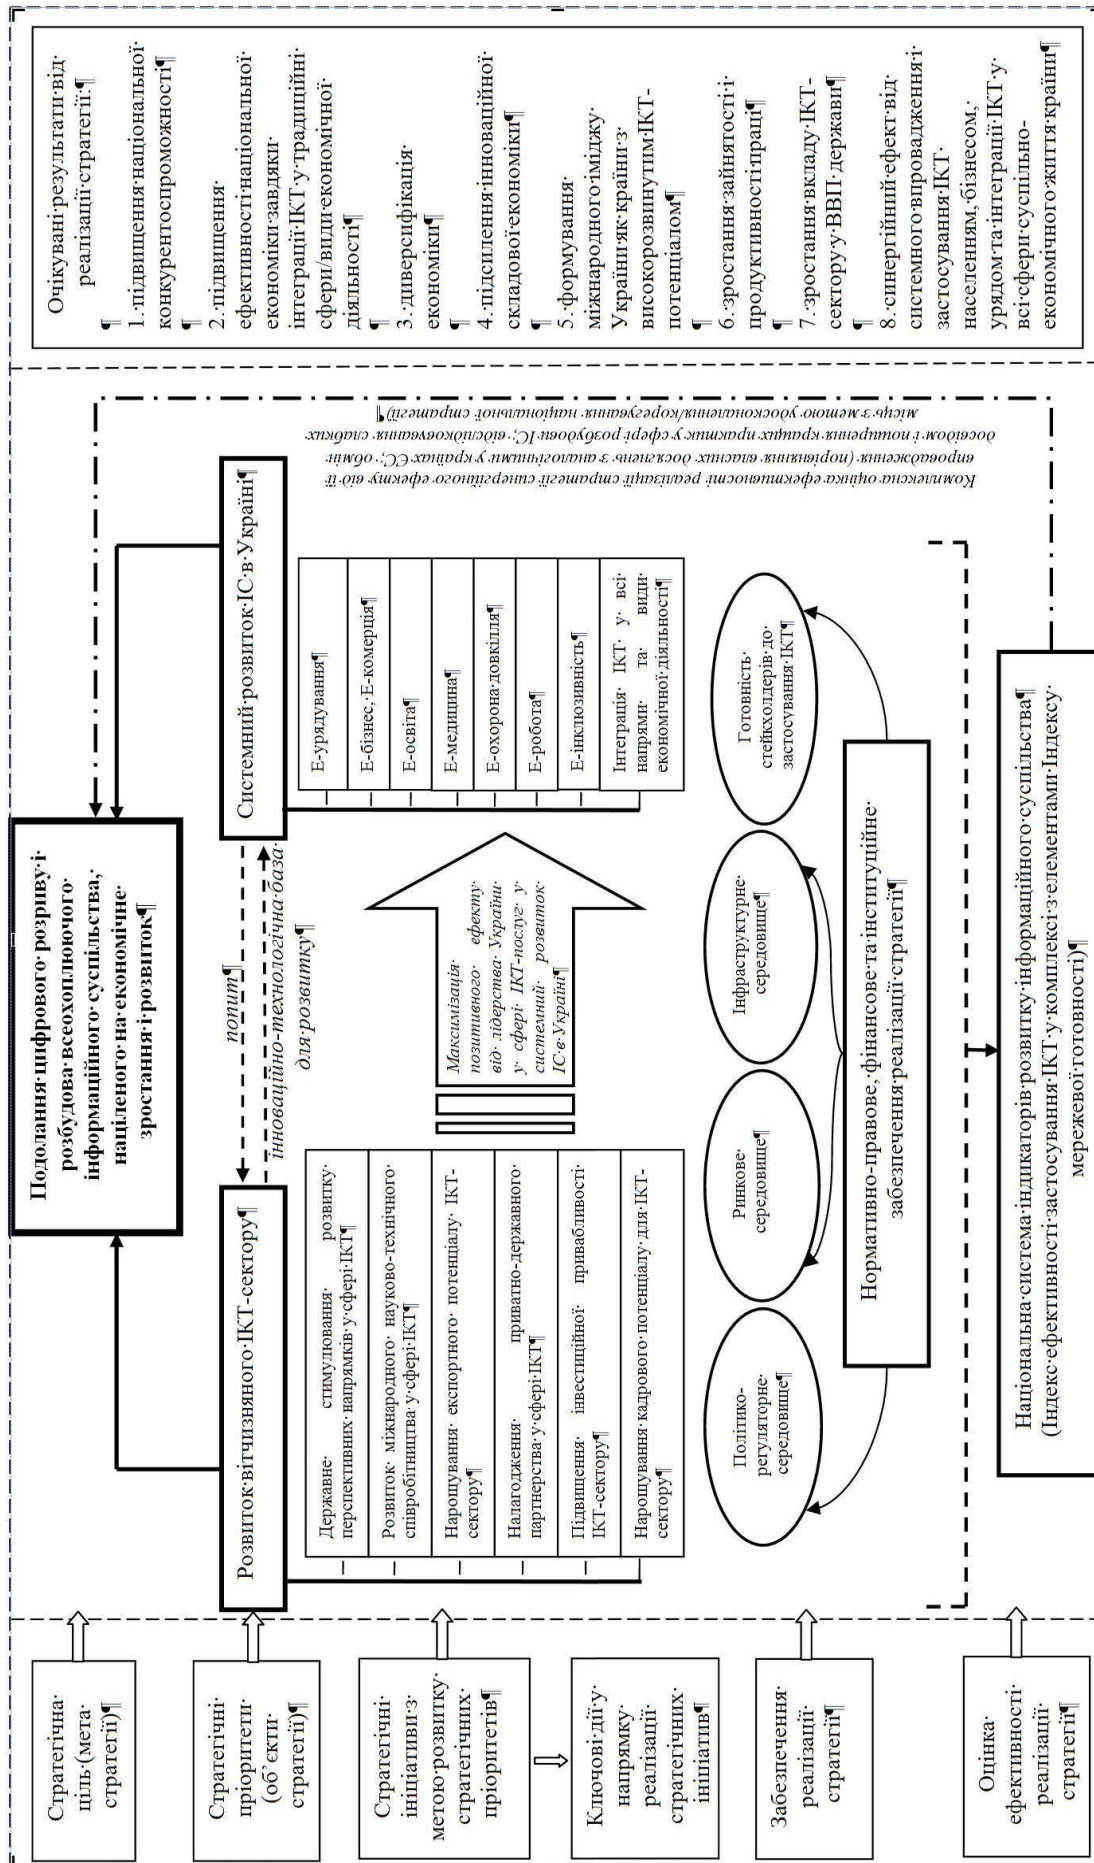 Стратегічна
ціль (мета
стратегії)¶
Стратегічні
пріоритети
(об'єкти
стратегії)¶
Стратегічні
ініціативи з
метою розвитку
стратегічних
пріоритетів¶
Ключові дії у
напрямку
реалізації
стратегічних
ініціатив¶
Забезпечення
реалізації
стратегії¶
Оцінка
ефективності
реалізації
стратегії¶
Подолання·цифрового·розриву·і·
розбудова·всеохоплюючого·
інформаційного·суспільства,·
націленого·на·економічне·
зростання·і·розвиток¶
Розвиток·вітчизняного·ІКТ-сектору¶
попит¶
інноваційно-технологічна·база·
для·розвитку¶
Системний·розвиток·ІС·в·Україні¶
Державне· стимулювання· розвитку·
перспективних·напрямків·у·сфері·ІКТ¶
Розвиток· міжнародного· науково-технічного·
співробітництва·у·сфері·ІКТ¶
Нарощування· експортного· потенціалу· ІКТ-
сектору¶
Налагодження· приватно-державного·
партнерства·у·сфері·ІКТ¶
Підвищення· інвестиційної· привабливості·
ІКТ-сектору¶
Нарощування·кадрового·потенціалу·для·ІКТ-
сектору¶
Максимізація·
позитивного· ефекту·
від· лідерства· України·
у· сфері· ІКТ-послуг· у·
системний· розвиток·
ІС·в·Україні¶
Е-урядування¶
Е-бізнес,·Е-комерція¶
Е-освіта¶
Е-медицина¶
Е-охорона·довкілля¶
Е-робота¶
Е-інклюзивність¶
Інтеграція· ІКТ· у· всі·
напрями· та· види·
економічної·діяльності¶
Політико-
регуляторне·
середовище¶
Ринкове·
середовище¶
Інфраструктурне·
середовище¶
Готовність·
стейкхолдерів·до·
застосування·ІКТ¶
Нормативно-правове,·фінансове·та·інституційне·
забезпечення·реалізації·стратегії¶
Національна·система·індикаторів·розвитку·інформаційного·суспільства¶
(Індекс·ефективності·застосування·ІКТ·у·комплексі·з·елементами·Індексу·
мережевої·готовності)¶
Комплексна·оцінка·ефективності·реалізації·стратегії·синергійного·ефекту·від·її·
впровадження·(порівняння·власних·досягнень·з·аналогічними·у·країнах·ЄС;·обмін·
досвідом·і·поширення·кращих·практик·у·сфері·розбудови·ІС;·відслідковування·слабких·
місць·з·метою·удосконалення/корегування·національної·стратегії)¶
Очікувані·результати·від·
реалізації·стратегії:¶
¶
1.·підвищення·національної·
конкурентоспроможності¶
¶
2.·підвищення·
ефективності·національної·
економіки·завдяки·
інтеграції·ІКТ·у·традиційні·
сфери/види·економічної·
діяльності¶
¶
3.·диверсифікація·
економіки¶
¶
4.·підсилення·інноваційної·
складової·економіки¶
¶
5.·формування·
міжнародного·іміджу·
України·як·країни·з·
високорозвинутим·ІКТ-
потенціалом¶
¶
6.·зростання·зайнятості·і·
продуктивності·праці¶
¶
7.·зростання·вкладу·ІКТ-
сектору·у·ВВП·держави¶
¶
8.·синергійний·ефект·від·
системного·впровадження·і·
застосування·ІКТ·
населенням,·бізнесом,·
урядом·та·інтеграції·ІКТ·у·
всі·сфери·суспільно-
економічного·життя·країни¶